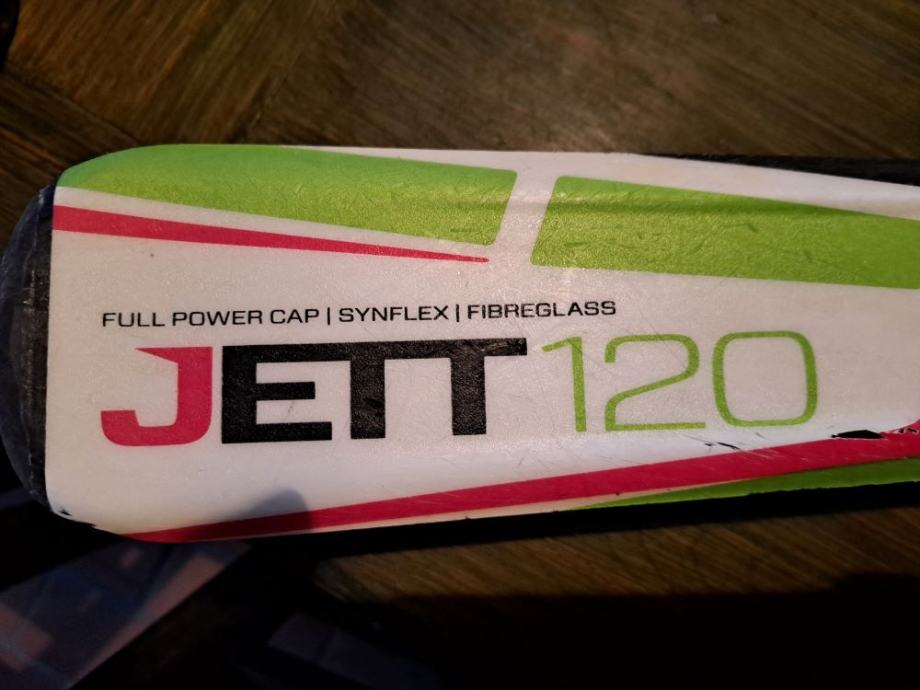 FULL POWER CAP | SYNFLEX | FIBREGLASS
JETT 120